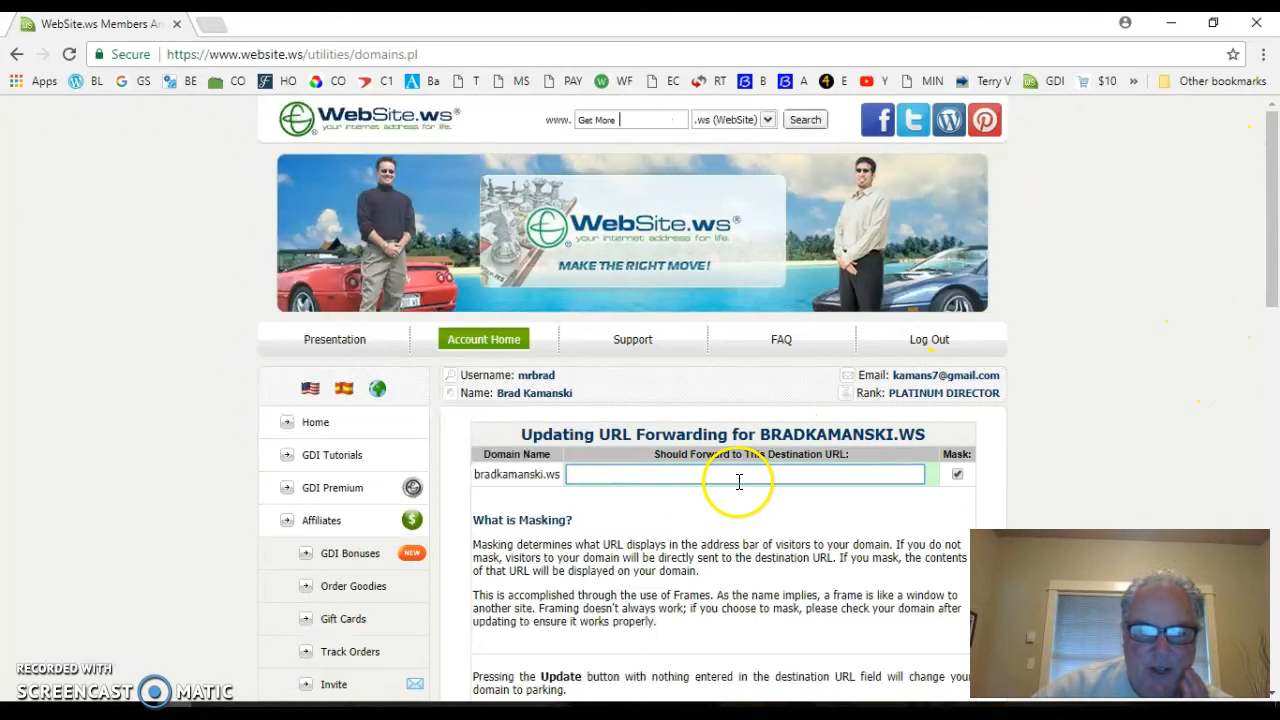 WebSite.ws Members Ar
Secure https://www.website.ws/utilities/domains.pl
Apps BL GS BE CO HO CO C1 Ba T MS PAY WF EC RT B A E MIN Terry V GDI $10 » Other bookmarks
WebSite.ws®
your internet address for life.
www. Get More .ws (WebSite) Search
WebSite.ws®
your internet address for life.
MAKE THE RIGHT MOVE!
Presentation Account Home Support FAQ Log Out
Username: mrbrad Email: kamans7@gmail.com
Name: Brad Kamanski Rank: PLATINUM DIRECTOR
Home
GDI Tutorials
GDI Premium
Affiliates $
GDI Bonuses NEW
Order Goodies
Gift Cards
Track Orders
Invite
Updating URL Forwarding for BRADKAMANSKI.WS
Domain Name Should Forward to This Destination URL: Mask:
bradkamanski.ws
What is Masking?
Masking determines what URL displays in the address bar of visitors to your domain. If you do not
mask, visitors to your domain will be directly sent to the destination URL. If you mask, the contents
of that URL will be displayed on your domain.
This is accomplished through the use of Frames. As the name implies, a frame is like a window to
another site. Framing doesn't always work; if you choose to mask, please check your domain after
updating to ensure it works properly.
Pressing the Update button with nothing entered in the destination URL field will change your
domain to parking.
RECORDED WITH
SCREENCAST MATIC